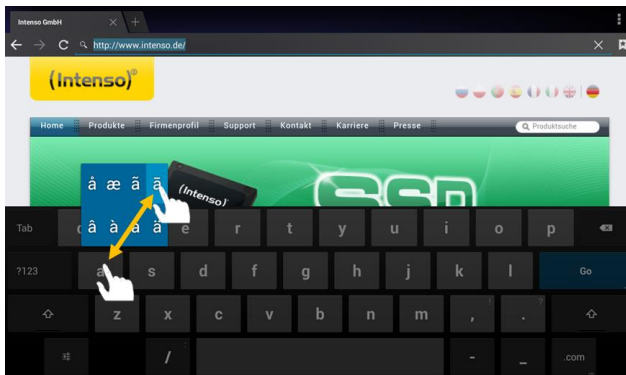 Intenso GmbH
http://www.intenso.de/
(Intenso)®
Home Produkte Firmenprofil Support Kontakt Karriere Presse Produktsuche
(Intenso)
SSD
å æ ã ā
â à á ä
Tab e r t y u i o p
?123 a s d f g h j k l Go
z x c v b n m , ! . ?
/ : - _ .com